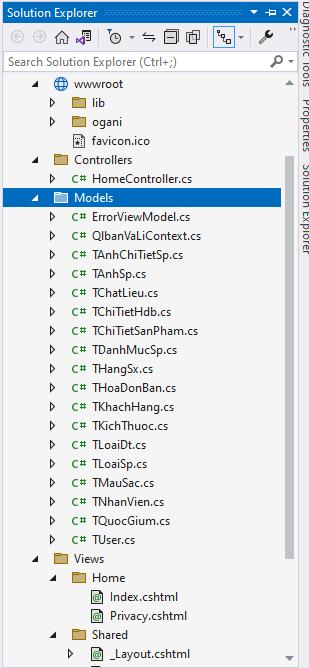 Solution Explorer
Search Solution Explorer (Ctrl+;)
wwwroot
lib
ogani
favicon.ico
Controllers
C# HomeController.cs
Models
C# ErrorViewModel.cs
C# QlbanVaLiContext.cs
C# TAnhChiTietSp.cs
C# TAnhSp.cs
C# TChatLieu.cs
C# TChiTietHdb.cs
C# TChiTietSanPham.cs
C# TDanhMucSp.cs
C# THangSx.cs
C# THoaDonBan.cs
C# TKhachHang.cs
C# TKichThuoc.cs
C# TLoaiDt.cs
C# TLoaiSp.cs
C# TMauSac.cs
C# TNhanVien.cs
C# TQuocGium.cs
C# TUser.cs
Views
Home
@ Index.cshtml
@ Privacy.cshtml
Shared
@ _Layout.cshtml
Diagnostic Tools
Properties
Solution Explorer